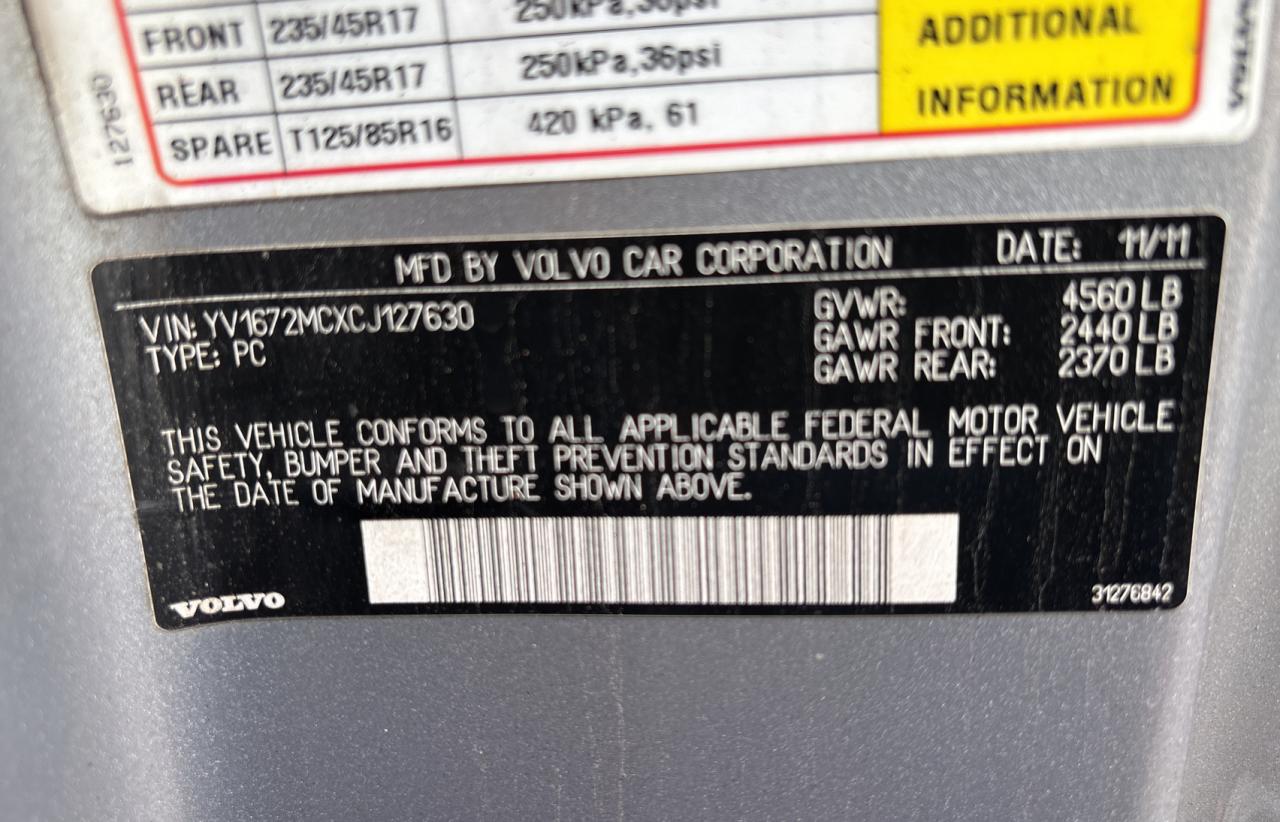 FRONT 235/45R17 250kPa,36psi
REAR 235/45R17 250kPa,36psi
SPARE T125/85R16 420 kPa, 61
ADDITIONAL
INFORMATION
127630
VOLVO
MFD BY VOLVO CAR CORPORATION DATE: 11/11
VIN: YV1672MCXCJ127630 GVWR: 4560 LB
TYPE: PC GAWR FRONT: 2440 LB
GAWR REAR: 2370 LB
THIS VEHICLE CONFORMS TO ALL APPLICABLE FEDERAL MOTOR VEHICLE
SAFETY, BUMPER AND THEFT PREVENTION STANDARDS IN EFFECT ON
THE DATE OF MANUFACTURE SHOWN ABOVE.
VOLVO 31276842